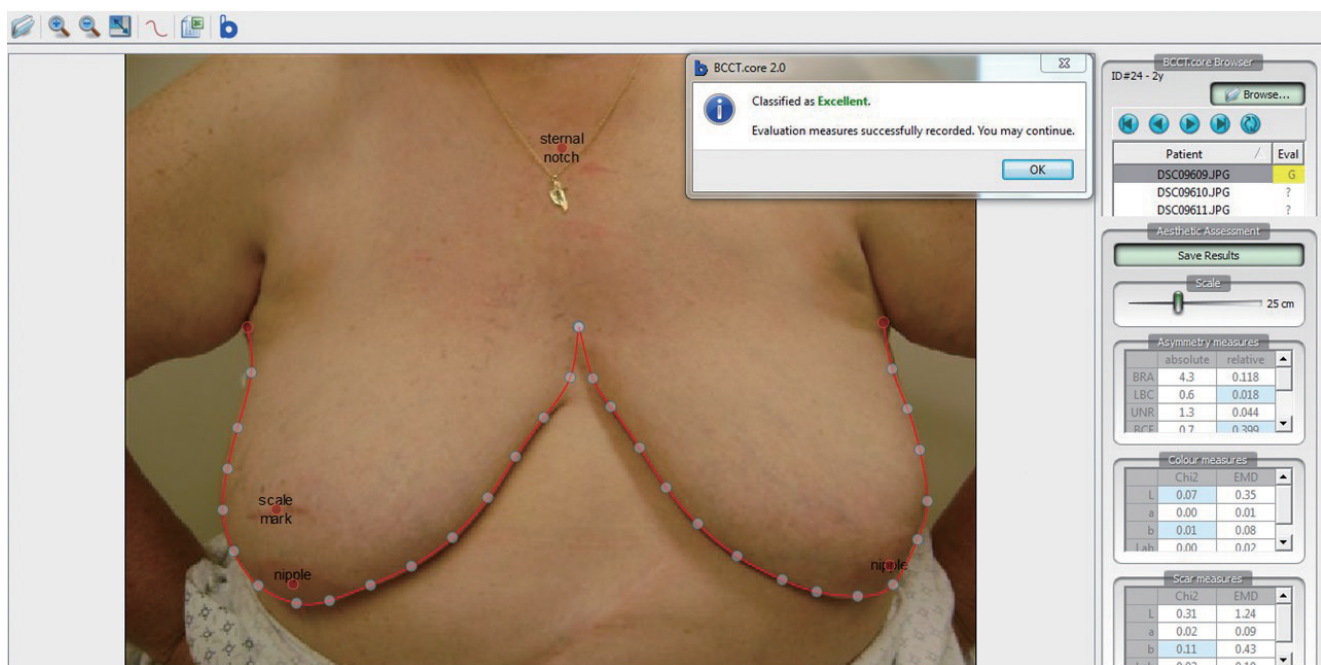 BCCT.core 2.0
Classified as Excellent.
Evaluation measures successfully recorded. You may continue.
OK
sternal
notch
scale
mark
nipple
nipple
BCCT.core Browser
ID#24 - 2y
Browse...
Patient Eval
DSC09609.JPG G
DSC09610.JPG ?
DSC09611.JPG ?
Aesthetic Assessment
Save Results
Scale
25 cm
Asymmetry measures
absolute relative
BRA 4.3 0.118
LBC 0.6 0.018
UNR 1.3 0.044
BCE 0.7 0.399
Colour measures
Chi2 EMD
L 0.07 0.35
a 0.00 0.01
b 0.01 0.08
Lab 0.00 0.02
Scar measures
Chi2 EMD
L 0.31 1.24
a 0.02 0.09
b 0.11 0.43